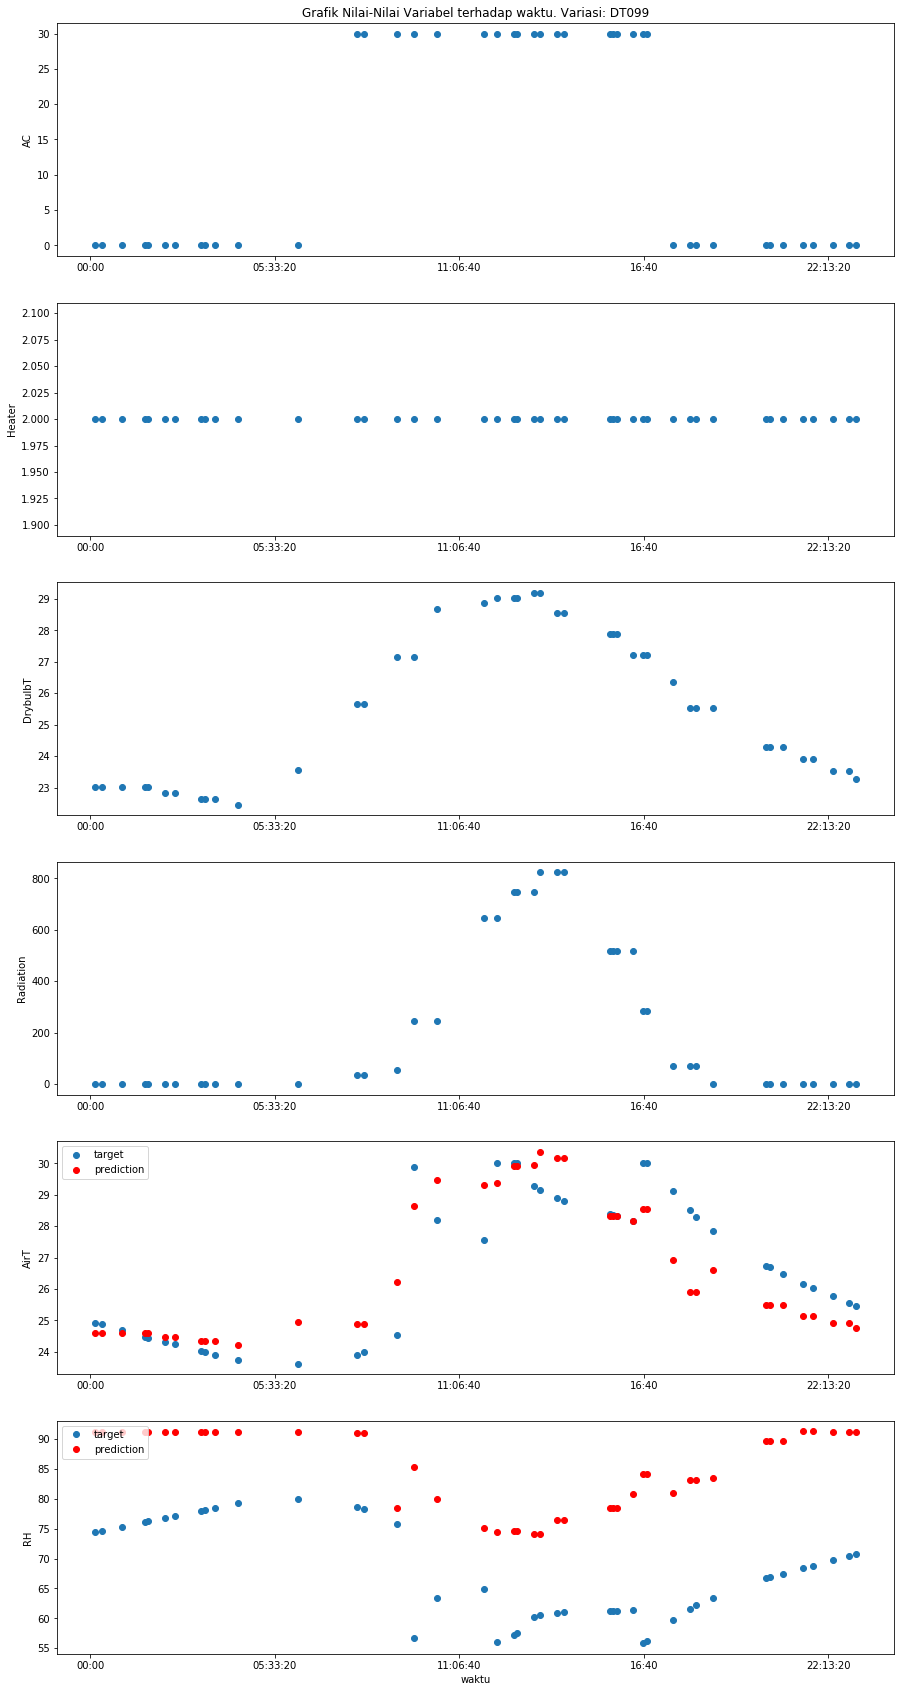 Grafik Nilai-Nilai Variabel terhadap waktu. Variasi: DT099
30
25
20
15
10
5
0
AC
00:00 05:33:20 11:06:40 16:40 22:13:20
2.100
2.075
2.050
2.025
2.000
1.975
1.950
1.925
1.900
Heater
00:00 05:33:20 11:06:40 16:40 22:13:20
29
28
27
26
25
24
23
DrybulbT
00:00 05:33:20 11:06:40 16:40 22:13:20
800
600
400
200
0
Radiation
00:00 05:33:20 11:06:40 16:40 22:13:20
target
prediction
30
29
28
27
26
25
24
AirT
00:00 05:33:20 11:06:40 16:40 22:13:20
target
prediction
90
85
80
75
70
65
60
55
RH
00:00 05:33:20 11:06:40 16:40 22:13:20
waktu